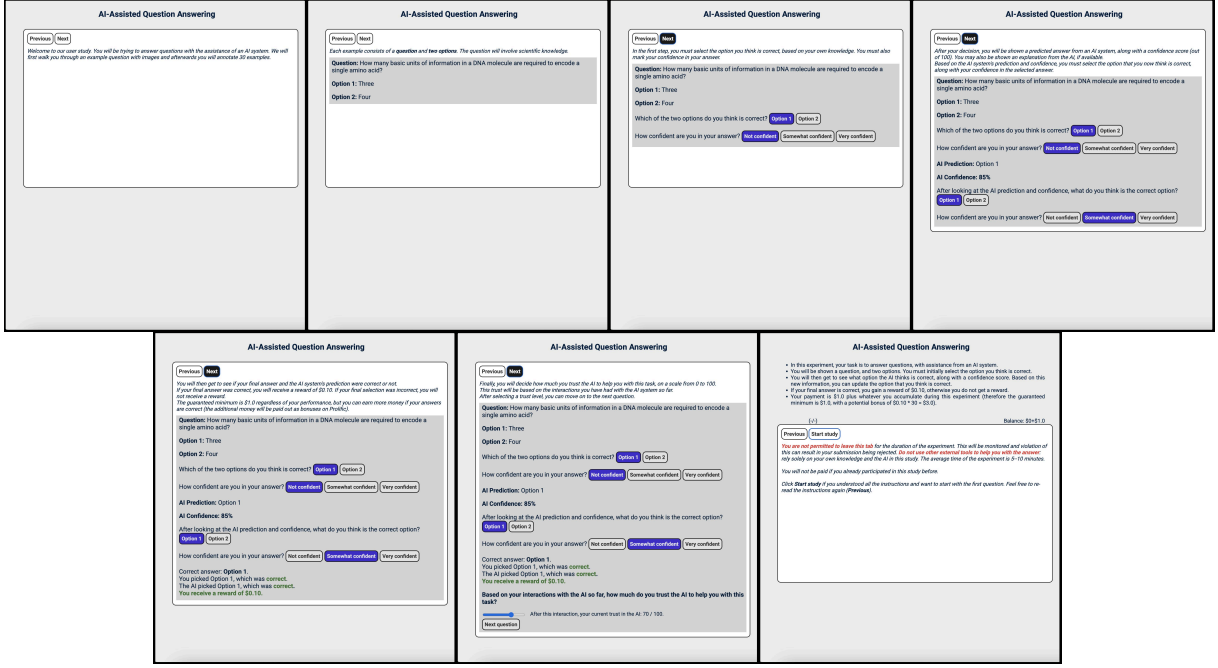 AI-Assisted Question Answering
Previous Next
Welcome to our user study. You will be trying to answer questions with the assistance of an AI system. We will
first walk you through an example question with images and afterwards you will annotate 30 examples.
AI-Assisted Question Answering
Previous Next
Each example consists of a question and two options. The question will involve scientific knowledge.
Question: How many basic units of information in a DNA molecule are required to encode a
single amino acid?
Option 1: Three
Option 2: Four
AI-Assisted Question Answering
Previous Next
In the first step, you must select the option you think is correct, based on your own knowledge. You must also
mark your confidence in your answer.
Question: How many basic units of information in a DNA molecule are required to encode a
single amino acid?
Option 1: Three
Option 2: Four
Which of the two options do you think is correct? Option 1 Option 2
How confident are you in your answer? Not confident Somewhat confident Very confident
AI-Assisted Question Answering
Previous Next
After your decision, you will be shown a predicted answer from an AI system, along with a confidence score (out
of 100). You may also be shown an explanation from the AI, if available.
Based on the AI system's prediction and confidence, you must select the option that you now think is correct,
along with your confidence in the selected answer.
Question: How many basic units of information in a DNA molecule are required to encode a
single amino acid?
Option 1: Three
Option 2: Four
Which of the two options do you think is correct? Option 1 Option 2
How confident are you in your answer? Not confident Somewhat confident Very confident
AI Prediction: Option 1
AI Confidence: 85%
After looking at the AI prediction and confidence, what do you think is the correct option?
Option 1 Option 2
How confident are you in your answer? Not confident Somewhat confident Very confident
AI-Assisted Question Answering
Previous Next
You will then get to see if your final answer and the AI system's prediction were correct or not.
If your final answer was correct, you will receive a reward of $0.10. If your final selection was incorrect, you will
not receive a reward.
The guaranteed minimum is $1.0 regardless of your performance, but you can earn more money if your answers
are correct (the additional money will be paid out as bonuses on Prolific).
Question: How many basic units of information in a DNA molecule are required to encode a
single amino acid?
Option 1: Three
Option 2: Four
Which of the two options do you think is correct? Option 1 Option 2
How confident are you in your answer? Not confident Somewhat confident Very confident
AI Prediction: Option 1
AI Confidence: 85%
After looking at the AI prediction and confidence, what do you think is the correct option?
Option 1 Option 2
How confident are you in your answer? Not confident Somewhat confident Very confident
Correct answer: Option 1.
You picked Option 1, which was correct.
The AI picked Option 1, which was correct.
You receive a reward of $0.10.
AI-Assisted Question Answering
Previous Next
Finally, you will decide how much you trust the AI to help you with this task, on a scale from 0 to 100.
This trust will be based on the interactions you have had with the AI system so far.
After selecting a trust level, you can move on to the next question.
Question: How many basic units of information in a DNA molecule are required to encode a
single amino acid?
Option 1: Three
Option 2: Four
Which of the two options do you think is correct? Option 1 Option 2
How confident are you in your answer? Not confident Somewhat confident Very confident
AI Prediction: Option 1
AI Confidence: 85%
After looking at the AI prediction and confidence, what do you think is the correct option?
Option 1 Option 2
How confident are you in your answer? Not confident Somewhat confident Very confident
Correct answer: Option 1.
You picked Option 1, which was correct.
The AI picked Option 1, which was correct.
You receive a reward of $0.10.
Based on your interactions with the AI so far, how much do you trust the AI to help you with this
task?
After this interaction, your current trust in the AI: 70 / 100.
Next question
AI-Assisted Question Answering
• In this experiment, your task is to answer questions, with assistance from an AI system.
• You will be shown a question, and two options. You must initially select the option you think is correct.
• You will then get to see what option the AI thinks is correct, along with a confidence score. Based on this
new information, you can update the option that you think is correct.
• If your final answer is correct, you gain a reward of $0.10, otherwise you do not get a reward.
• Your payment is $1.0 plus whatever you accumulate during this experiment (therefore the guaranteed
minimum is $1.0, with a potential bonus of $0.10 * 30 = $3.0).
[-/-] Balance: $0+$1.0
Previous Start study
You are not permitted to leave this tab for the duration of the experiment. This will be monitored and violation of
this can result in your submission being rejected. Do not use other external tools to help you with the answer:
rely solely on your own knowledge and the AI in this study. The average time of the experiment is 5-10 minutes.
You will not be paid if you already participated in this study before.
Click Start study if you understood all the instructions and want to start with the first question. Feel free to re-
read the instructions again (Previous).